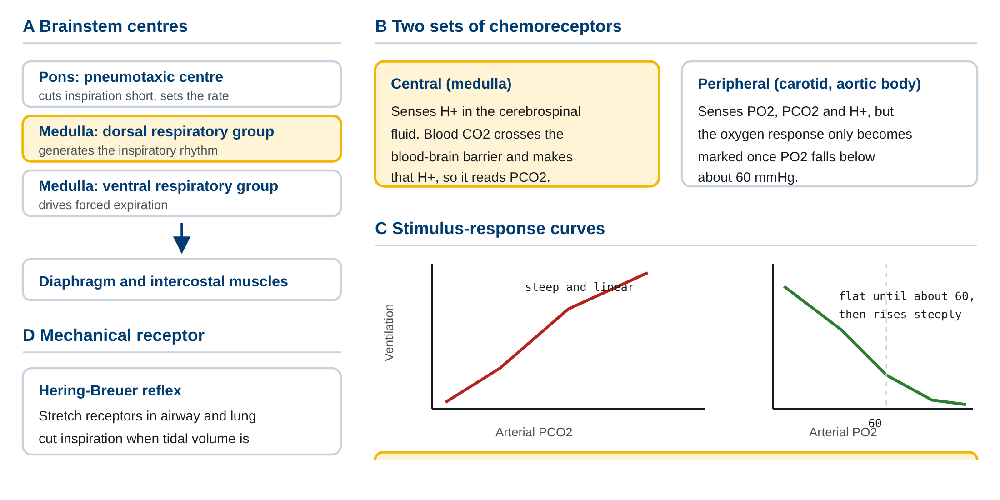 A Brainstem centres
Pons: pneumotaxic centre
cuts inspiration short, sets the rate
Medulla: dorsal respiratory group
generates the inspiratory rhythm
Medulla: ventral respiratory group
drives forced expiration
Diaphragm and intercostal muscles
D Mechanical receptor
Hering-Breuer reflex
Stretch receptors in airway and lung
cut inspiration when tidal volume is
B Two sets of chemoreceptors
Central (medulla)
Senses H+ in the cerebrospinal
fluid. Blood CO2 crosses the
blood-brain barrier and makes
that H+, so it reads PCO2.
Peripheral (carotid, aortic body)
Senses PO2, PCO2 and H+, but
the oxygen response only becomes
marked once PO2 falls below
about 60 mmHg.
C Stimulus-response curves
Ventilation
steep and linear
Arterial PCO2
flat until about 60,
then rises steeply
60
Arterial PO2